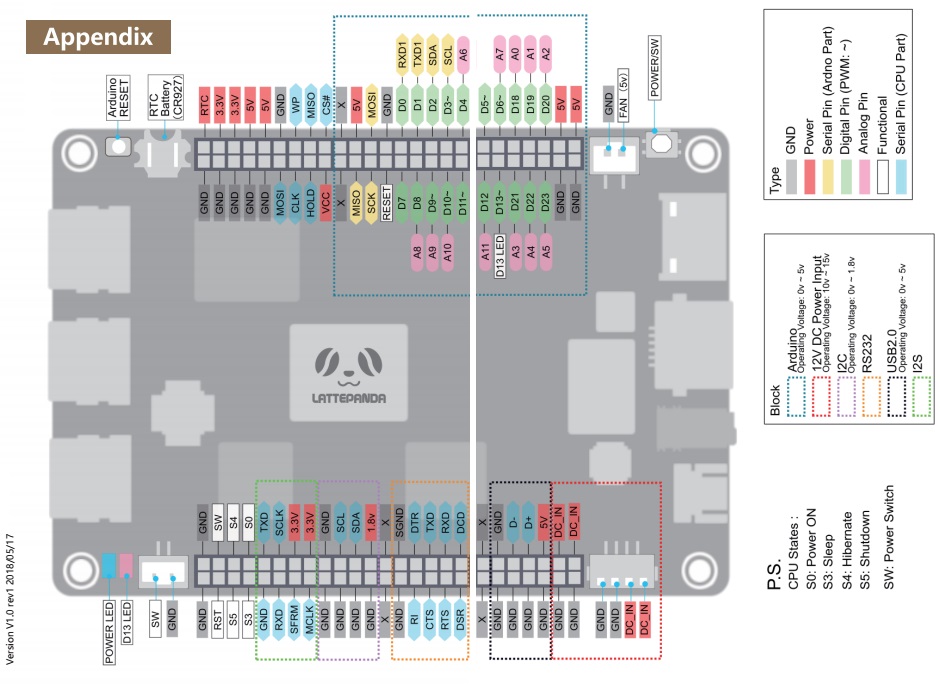 Appendix
Arduino
RESET
RTC
Battery
(CR927)
RXD1
TXD1
SDA
SCL
A6
A7
A0
A1
A2
RTC
3.3V
3.3V
5V
5V
GND
WP
MISO
CS#
X
5V
MOSI
GND
D0
D1
D2
D3~
D4
D5~
D6~
D18
D19
D20
5V
5V
GND
FAN (5v)
POWER/SW
GND
GND
GND
GND
GND
MOSI
CLK
HOLD
VCC
X
MISO
SCK
RESET
D7
D8
D9~
D10~
D11~
D12
D13~
D21
D22
D23
GND
GND
A8
A9
A10
A11
D13 LED
A3
A4
A5
LATTEPANDA
GND
SW
S4
S0
TXD
SCLK
3.3V
3.3V
GND
SCL
SDA
1.8v
X
SGND
DTR
TXD
RXD
DCD
X
GND
D-
D+
5V
DC_IN
DC_IN
POWER LED
D13 LED
SW
GND
GND
RST
S5
S3
GND
RXD
SFRM
MCLK
GND
GND
GND
GND
X
GND
RI
CTS
RTS
DSR
X
GND
GND
GND
GND
GND
GND
GND
GND
DC_IN
DC_IN
Type
GND
Power
Serial Pin (Ardno Part)
Digital Pin (PWM: ~)
Analog Pin
Functional
Serial Pin (CPU Part)
Block
Arduino
Operating Voltage: 0v ~ 5v
12V DC Power Input
Operating Voltage: 10v ~ 15v
I2C
Operating Voltage: 0v ~ 1.8v
RS232
USB2.0
Operating Voltage: 0v ~ 5v
I2S
P.S.
CPU States :
S0: Power ON
S3: Sleep
S4: Hibernate
S5: Shutdown
SW: Power Switch
Version V1.0 rev1 2018/05/17